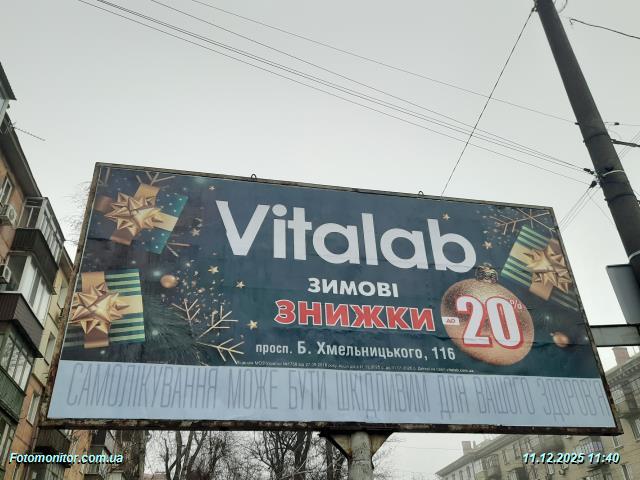 Vitalab
ЗИМОВІ
ЗНИЖКИ
ДО 20%
просп. Б. Хмельницького, 116
САМОЛІКУВАННЯ МОЖЕ БУТИ ШКІДЛИВИМ ДЛЯ ВАШОГО ЗДОРОВ'Я
Fotomonitor.com.ua
11.12.2025 11:40